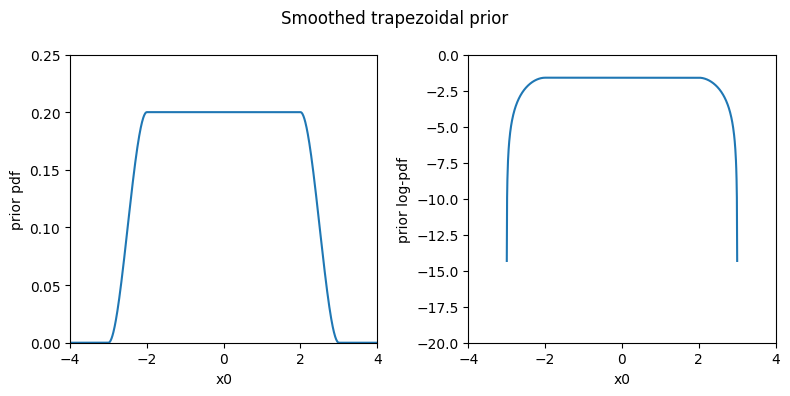 Smoothed trapezoidal prior
prior pdf
0.25
0.20
0.15
0.10
0.05
0.00
−4 −2 0 2 4
x0
prior log-pdf
0.0
−2.5
−5.0
−7.5
−10.0
−12.5
−15.0
−17.5
−20.0
−4 −2 0 2 4
x0